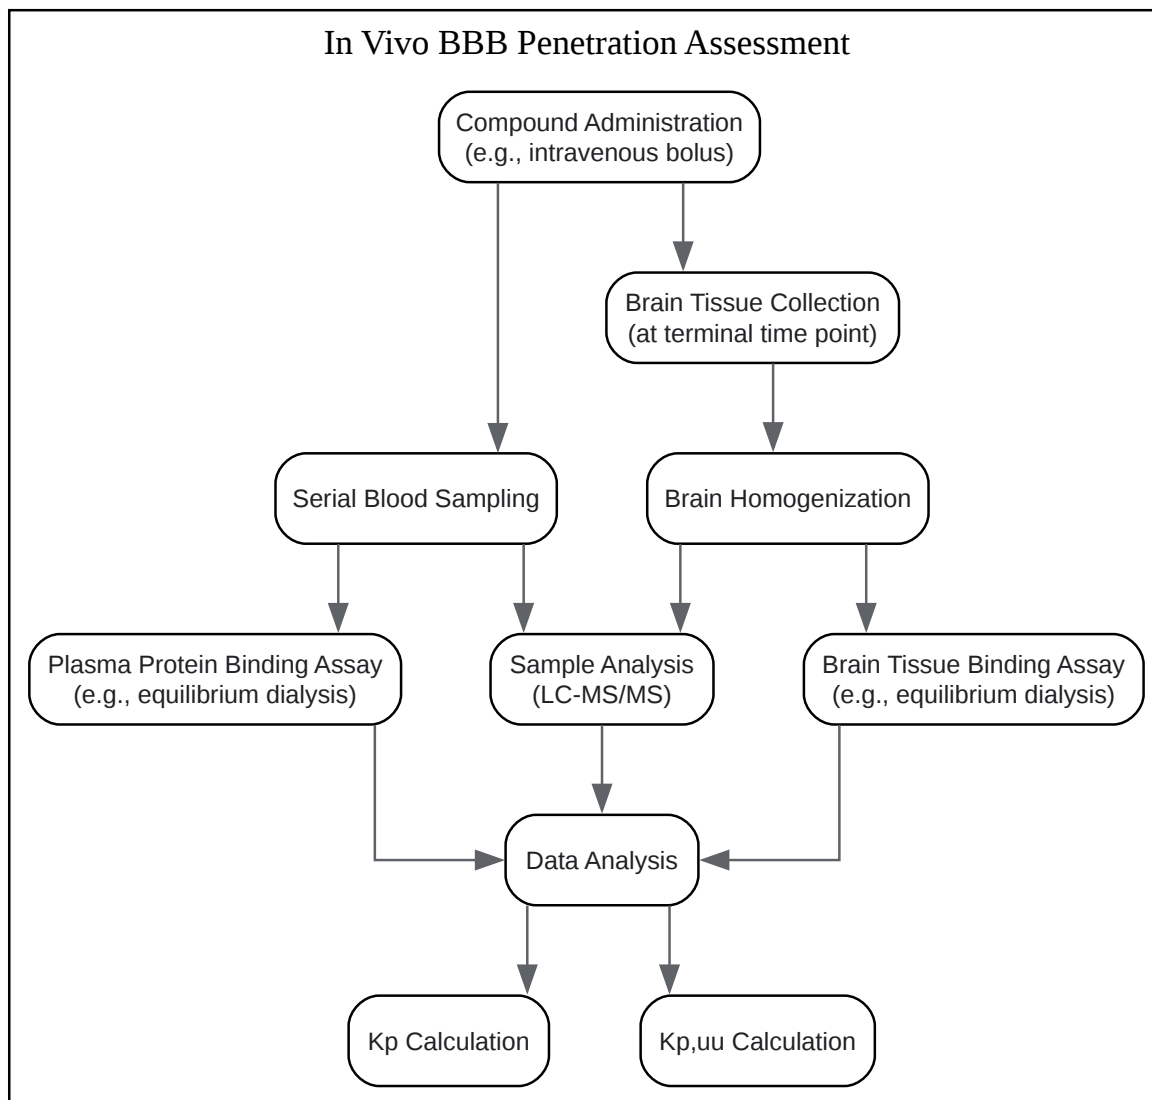 In Vivo BBB Penetration Assessment
Compound Administration
(e.g., intravenous bolus)
Brain Tissue Collection
(at terminal time point)
Serial Blood Sampling
Brain Homogenization
Plasma Protein Binding Assay
(e.g., equilibrium dialysis)
Sample Analysis
(LC-MS/MS)
Brain Tissue Binding Assay
(e.g., equilibrium dialysis)
Data Analysis
Kp Calculation
Kp,uu Calculation